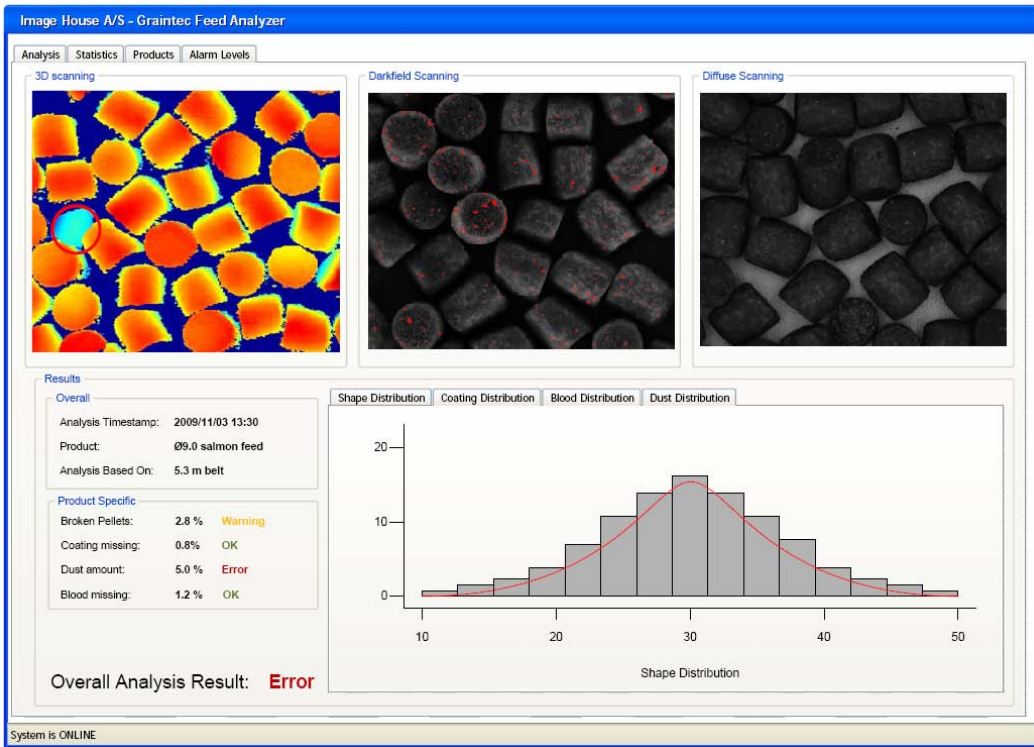 Image House A/S - Graintec Feed Analyzer
Analysis Statistics Products Alarm Levels
3D scanning Darkfield Scanning Diffuse Scanning
Results
Overall
Analysis Timestamp: 2009/11/03 13:30
Product: Ø9.0 salmon feed
Analysis Based On: 5.3 m belt
Product Specific
Broken Pellets: 2.8 % Warning
Coating missing: 0.8% OK
Dust amount: 5.0 % Error
Blood missing: 1.2 % OK
Overall Analysis Result: Error
Shape Distribution Coating Distribution Blood Distribution Dust Distribution
20
10
0
10 20 30 40 50
Shape Distribution
System is ONLINE